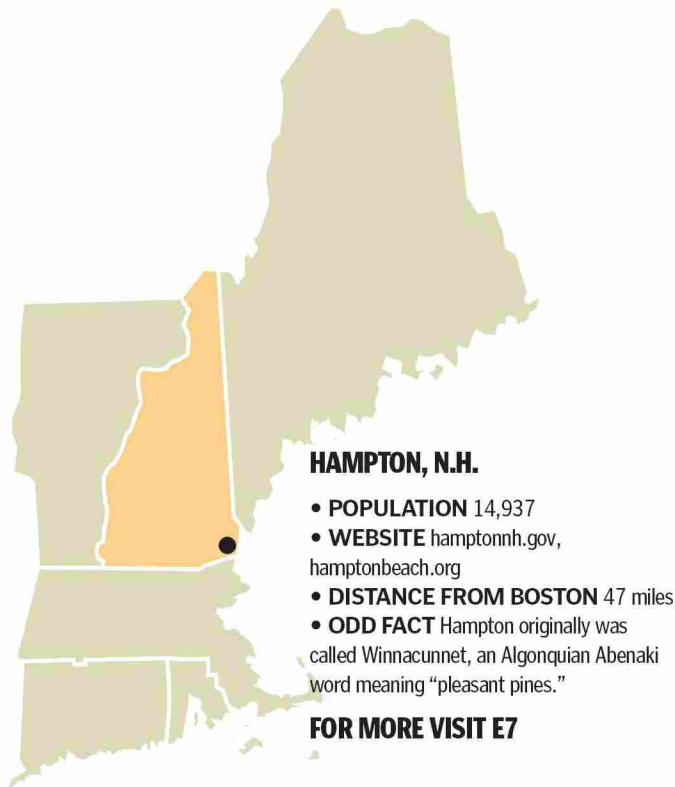 HAMPTON, N.H.
• POPULATION 14,937
• WEBSITE hamptonnh.gov,
hamptonbeach.org
• DISTANCE FROM BOSTON 47 miles
• ODD FACT Hampton originally was
called Winnacunnet, an Algonquian Abenaki
word meaning “pleasant pines.”
FOR MORE VISIT E7